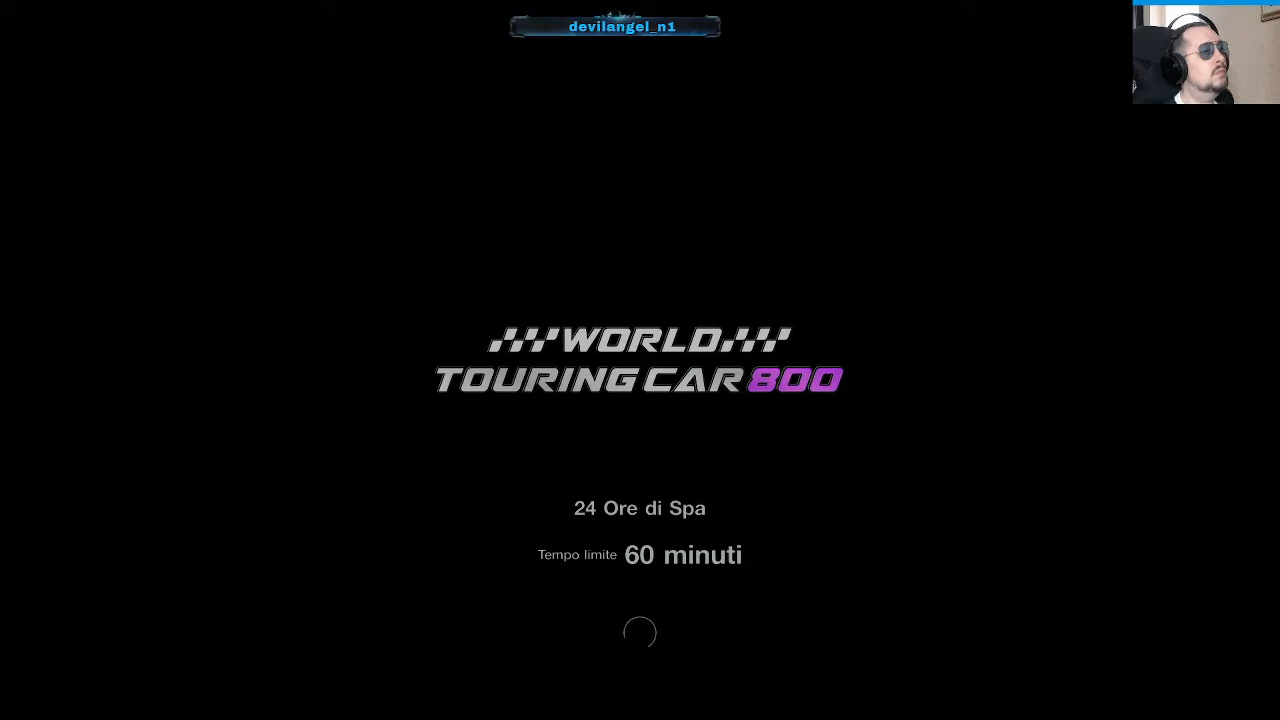 devilangel_n1
WORLD
TOURING CAR 800
24 Ore di Spa
Tempo limite 60 minuti